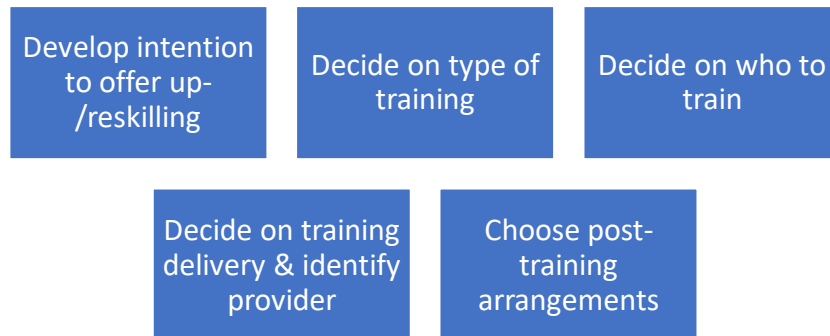 Develop intention
to offer up-
/reskilling
Decide on type of
training
Decide on who to
train
Decide on training
delivery & identify
provider
Choose post-
training
arrangements